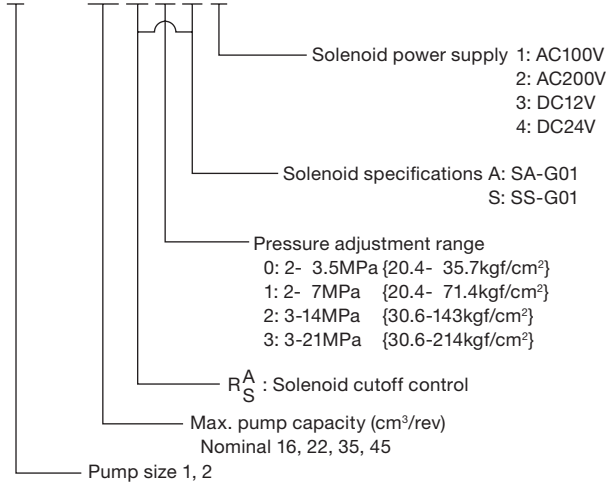 Solenoid power supply 1: AC100V
2: AC200V
3: DC12V
4: DC24V
Solenoid specifications A: SA-G01
S: SS-G01
Pressure adjustment range
0: 2- 3.5MPa {20.4- 35.7kgf/cm²}
1: 2- 7MPa {20.4- 71.4kgf/cm²}
2: 3-14MPa {30.6-143kgf/cm²}
3: 3-21MPa {30.6-214kgf/cm²}
R A S : Solenoid cutoff control
Max. pump capacity (cm³/rev)
Nominal 16, 22, 35, 45
Pump size 1, 2